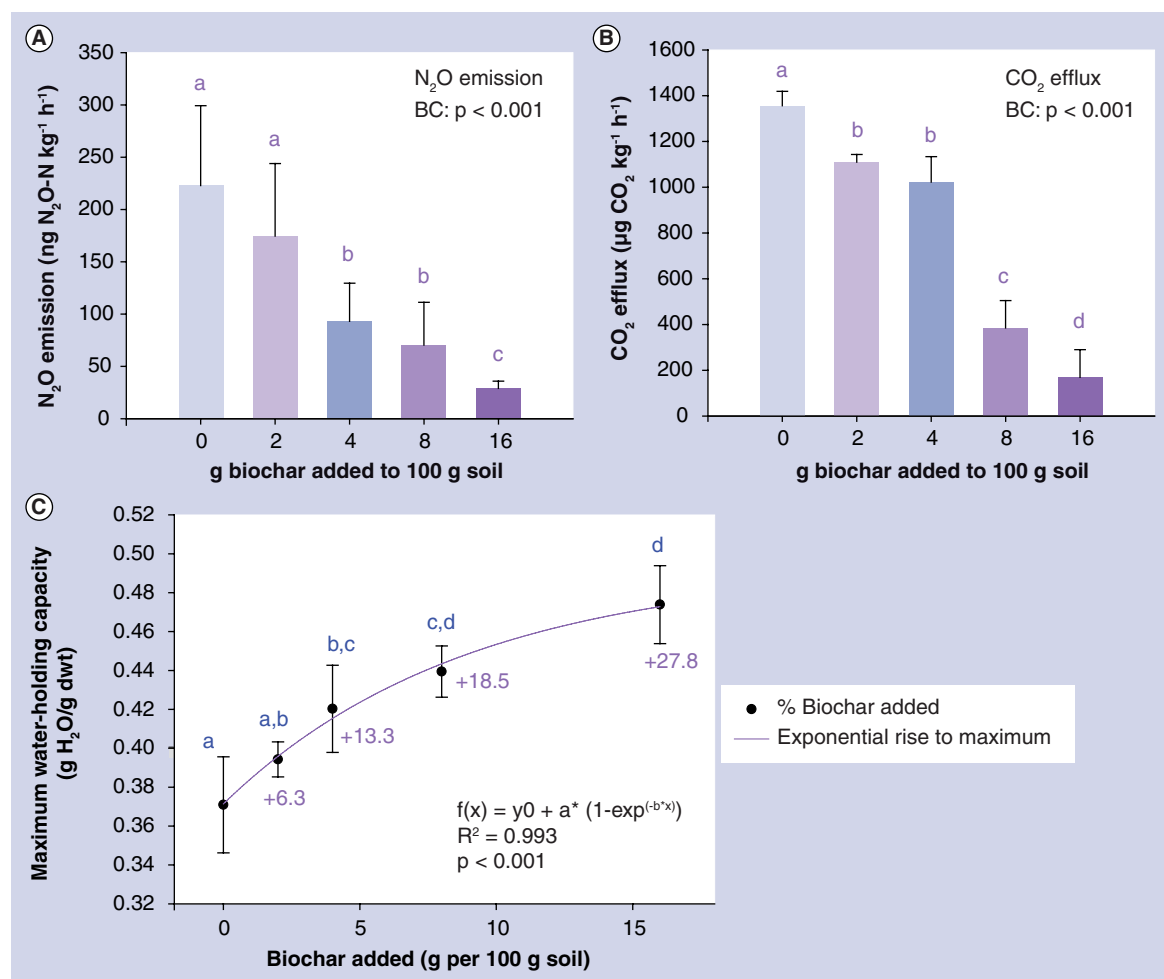 A
N₂O emission (ng N₂O-N kg⁻¹ h⁻¹)
350
300
250
200
150
100
50
0
N₂O emission
BC: p < 0.001
a
a
b
b
c
0 2 4 8 16
g biochar added to 100 g soil
B
CO₂ efflux (µg CO₂ kg⁻¹ h⁻¹)
1600
1400
1200
1000
800
600
400
200
0
CO₂ efflux
BC: p < 0.001
a
b
b
c
d
0 2 4 8 16
g biochar added to 100 g soil
C
Maximum water-holding capacity
(g H₂O/g dwt)
0.52
0.50
0.48
0.46
0.44
0.42
0.40
0.38
0.36
0.34
0.32
a
a,b
b,c
c,d
d
+6.3
+13.3
+18.5
+27.8
f(x) = y0 + a* (1-exp⁽⁻ᵇ*ˣ⁾)
R² = 0.993
p < 0.001
0 5 10 15
Biochar added (g per 100 g soil)
% Biochar added
Exponential rise to maximum